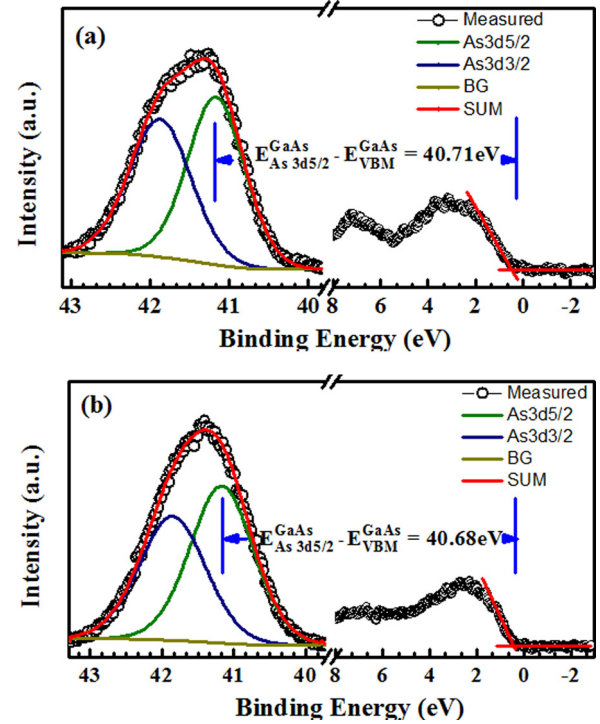 (a)
Measured
As3d5/2
As3d3/2
BG
SUM
E^GaAs_As 3d5/2 - E^GaAs_VBM = 40.71eV
Intensity (a.u.)
43 42 41 40 8 6 4 2 0 -2
Binding Energy (eV)
(b)
Measured
As3d5/2
As3d3/2
BG
SUM
E^GaAs_As 3d5/2 - E^GaAs_VBM = 40.68eV
Intensity (a.u.)
43 42 41 40 8 6 4 2 0 -2
Binding Energy (eV)